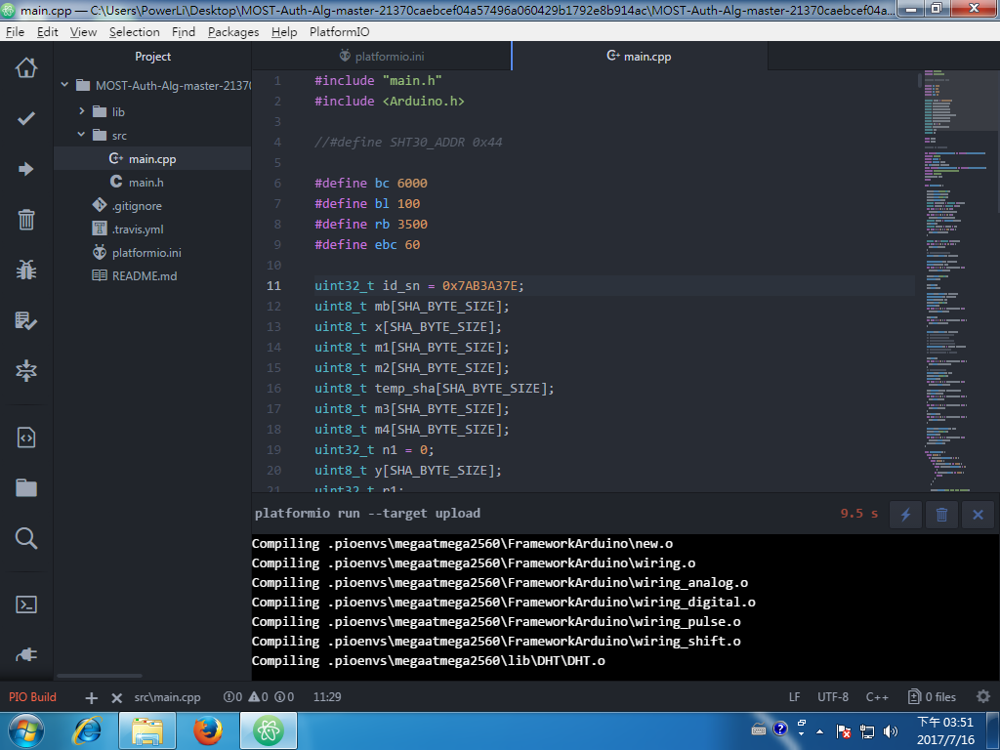 main.cpp — C:\Users\PowerLi\Desktop\MOST-Auth-Alg-master-21370caebcef04a57496a060429b1792e8b914ac\MOST-Auth-Alg-master-21370caebcef04a...
File Edit View Selection Find Packages Help PlatformIO
Project
MOST-Auth-Alg-master-21370
lib
src
main.cpp
main.h
.gitignore
.travis.yml
platformio.ini
README.md
platformio.ini
main.cpp
1 #include "main.h"
2 #include <Arduino.h>
3
4 //#define SHT30_ADDR 0x44
5
6 #define bc 6000
7 #define bl 100
8 #define rb 3500
9 #define ebc 60
10
11 uint32_t id_sn = 0x7AB3A37E;
12 uint8_t mb[SHA_BYTE_SIZE];
13 uint8_t x[SHA_BYTE_SIZE];
14 uint8_t m1[SHA_BYTE_SIZE];
15 uint8_t m2[SHA_BYTE_SIZE];
16 uint8_t temp_sha[SHA_BYTE_SIZE];
17 uint8_t m3[SHA_BYTE_SIZE];
18 uint8_t m4[SHA_BYTE_SIZE];
19 uint32_t n1 = 0;
20 uint8_t y[SHA_BYTE_SIZE];
21 uint32_t r1;
platformio run --target upload
9.5 s
Compiling .pioenvs\megaatmega2560\FrameworkArduino\new.o
Compiling .pioenvs\megaatmega2560\FrameworkArduino\wiring.o
Compiling .pioenvs\megaatmega2560\FrameworkArduino\wiring_analog.o
Compiling .pioenvs\megaatmega2560\FrameworkArduino\wiring_digital.o
Compiling .pioenvs\megaatmega2560\FrameworkArduino\wiring_pulse.o
Compiling .pioenvs\megaatmega2560\FrameworkArduino\wiring_shift.o
Compiling .pioenvs\megaatmega2560\lib\DHT\DHT.o
PIO Build src\main.cpp 0 0 0 11:29 LF UTF-8 C++ 0 files
下午 03:51
2017/7/16